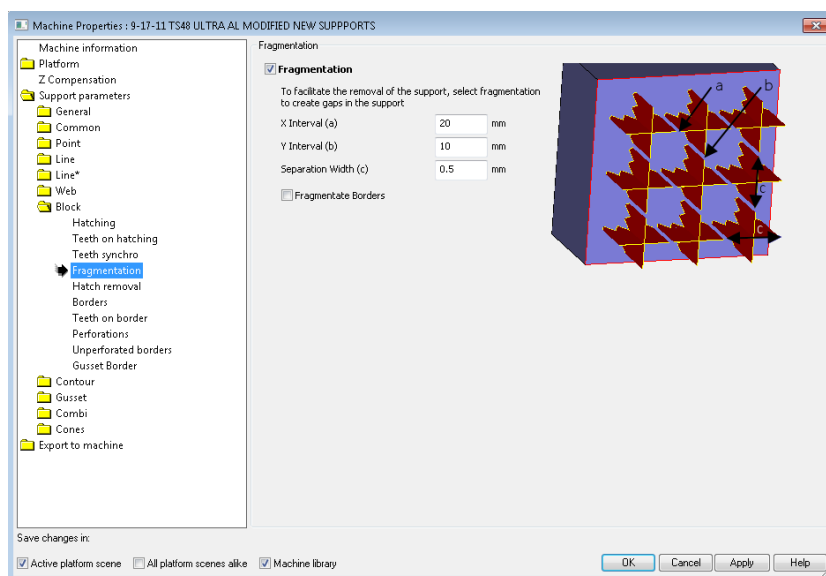 Machine Properties : 9-17-11 TS48 ULTRA AL MODIFIED NEW SUPPPORTS
Machine information
Platform
Z Compensation
Support parameters
General
Common
Point
Line
Line*
Web
Block
Hatching
Teeth on hatching
Teeth synchro
Fragmentation
Hatch removal
Borders
Teeth on border
Perforations
Unperforated borders
Gusset Border
Contour
Gusset
Combi
Cones
Export to machine
Fragmentation
Fragmentation
To facilitate the removal of the support, select fragmentation
to create gaps in the support
X Interval (a) 20 mm
Y Interval (b) 10 mm
Separation Width (c) 0.5 mm
Fragmentate Borders
a
b
c
c
Save changes in:
Active platform scene All platform scenes alike Machine library
OK Cancel Apply Help